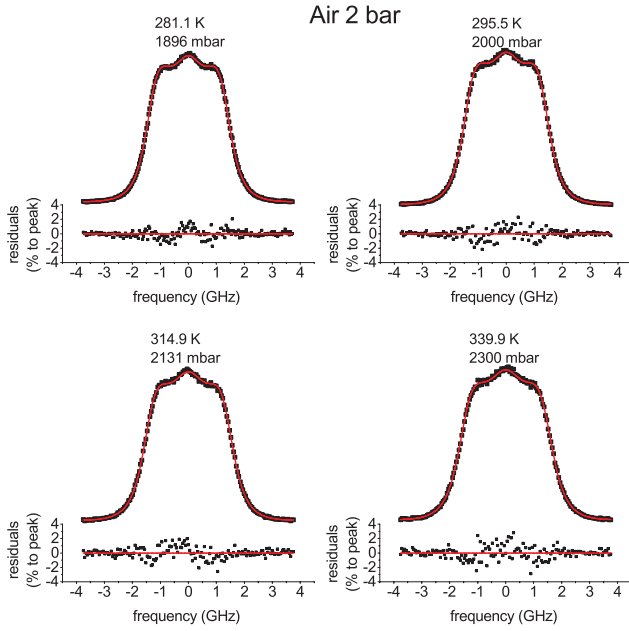 Air 2 bar
281.1 K
1896 mbar
4
2
0
-2
-4
residuals
(% to peak)
-4 -3 -2 -1 0 1 2 3 4
frequency (GHz)
295.5 K
2000 mbar
4
2
0
-2
-4
residuals
(% to peak)
-4 -3 -2 -1 0 1 2 3 4
frequency (GHz)
314.9 K
2131 mbar
4
2
0
-2
-4
residuals
(% to peak)
-4 -3 -2 -1 0 1 2 3 4
frequency (GHz)
339.9 K
2300 mbar
4
2
0
-2
-4
residuals
(% to peak)
-4 -3 -2 -1 0 1 2 3 4
frequency (GHz)